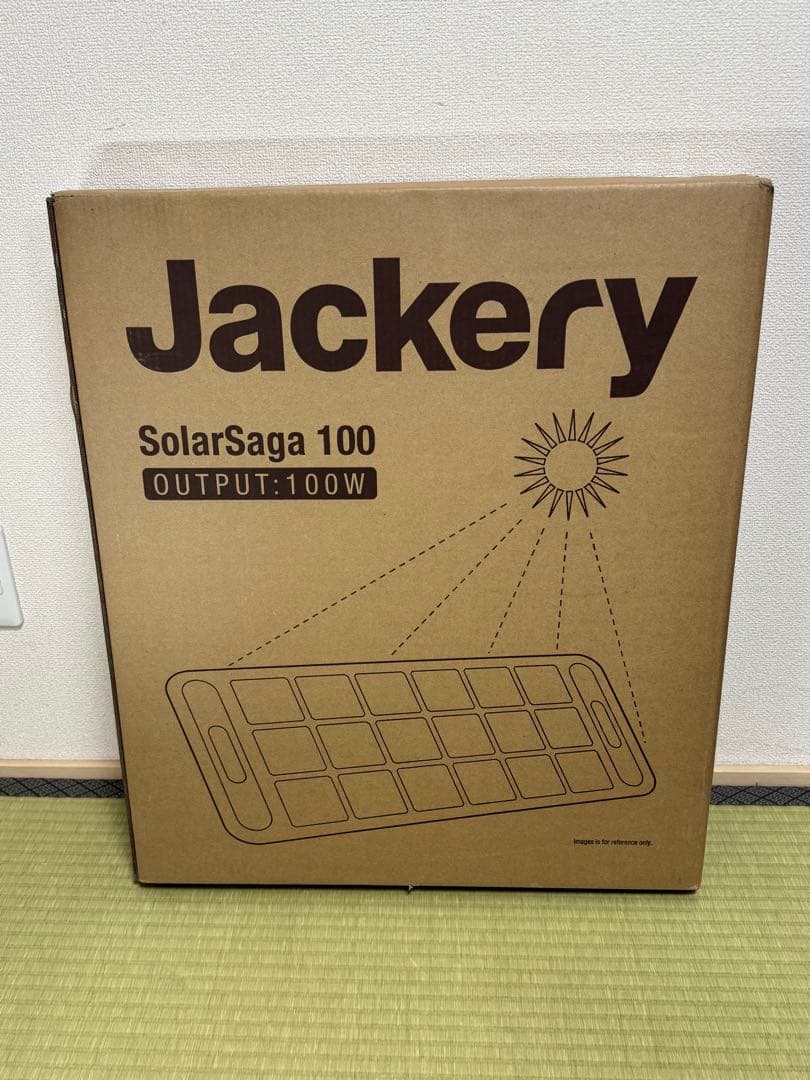 Jackery
SolarSaga 100
OUTPUT:100W
Images is for reference only.